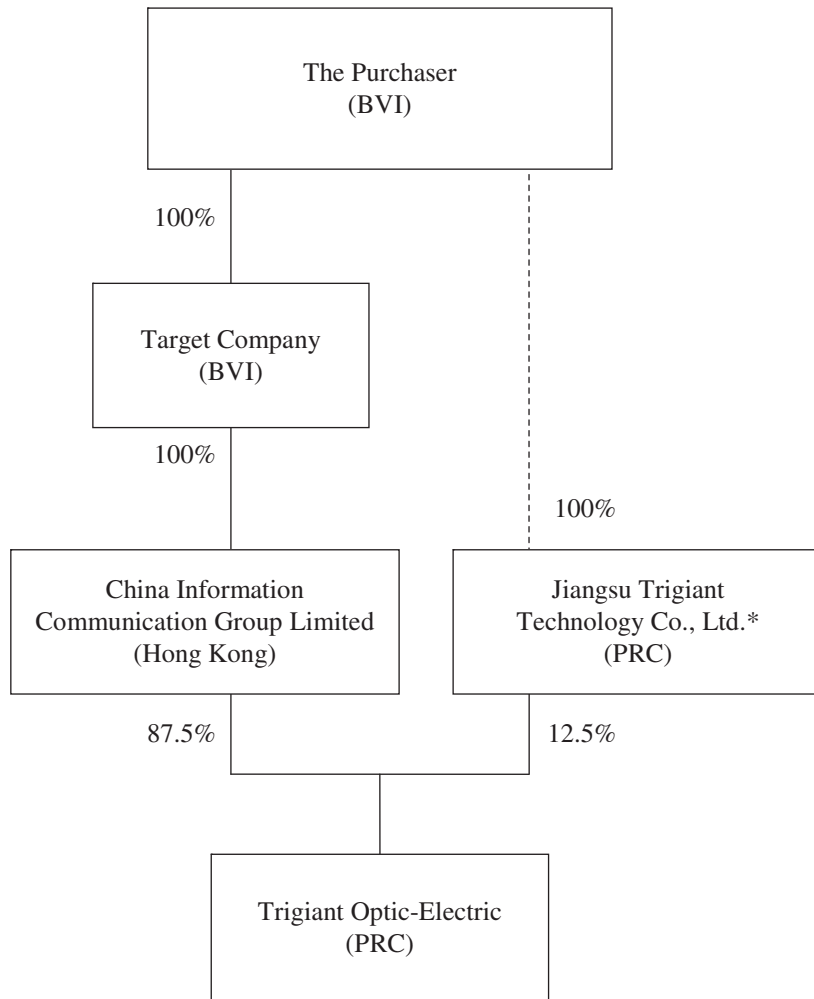 The Purchaser
(BVI)
100%
Target Company
(BVI)
100%
100%
China Information
Communication Group Limited
(Hong Kong)
Jiangsu Trigiant
Technology Co., Ltd.*
(PRC)
87.5%
12.5%
Trigiant Optic-Electric
(PRC)